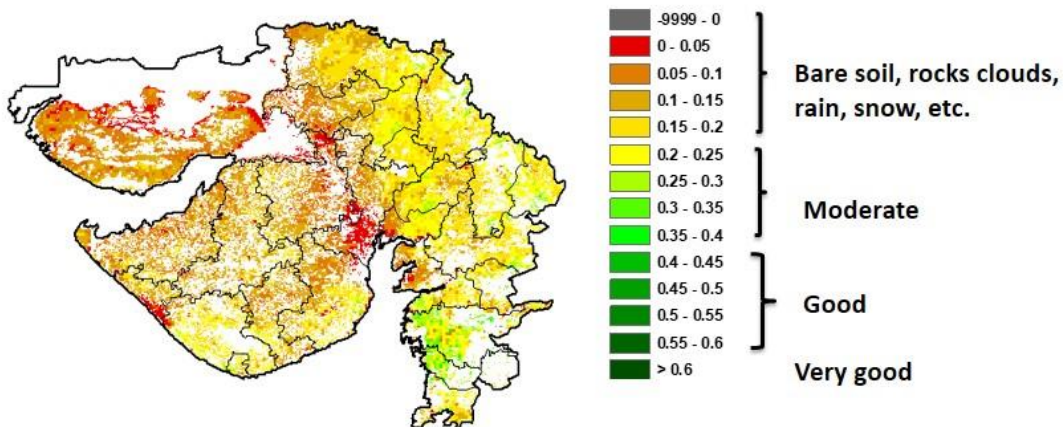 -9999 - 0
0 - 0.05
0.05 - 0.1
0.1 - 0.15
0.15 - 0.2
0.2 - 0.25
0.25 - 0.3
0.3 - 0.35
0.35 - 0.4
0.4 - 0.45
0.45 - 0.5
0.5 - 0.55
0.55 - 0.6
> 0.6
Bare soil, rocks clouds,
rain, snow, etc.
Moderate
Good
Very good